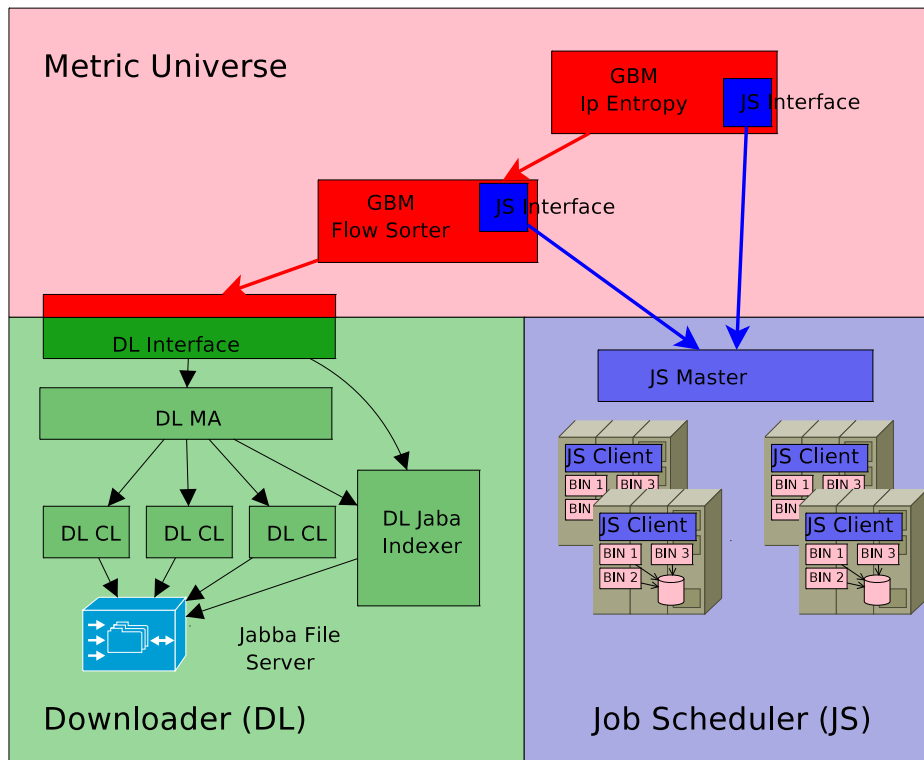 Metric Universe
GBM
Ip Entropy
JS Interface
GBM
Flow Sorter
JS Interface
DL Interface
JS Master
DL MA
DL CL
DL CL
DL CL
DL Jaba
Indexer
Jabba File
Server
JS Client
BIN 1
BIN 3
BIN
JS Client
BIN 1
BIN 3
BIN 2
JS Client
BIN 1
BIN 3
BIN
JS Client
BIN 1
BIN 3
BIN 2
Downloader (DL)
Job Scheduler (JS)